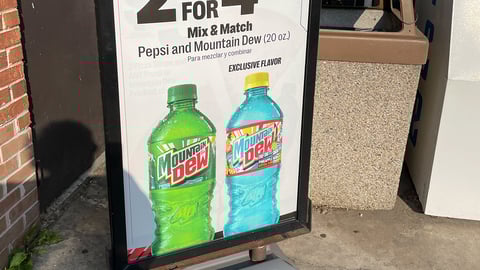 2 FOR 4
Mix & Match
Pepsi and Mountain Dew (20 oz.)
Para mezclar y combinar
EXCLUSIVE FLAVOR
MOUNTAIN
DEW
MOUNTAIN
DEW